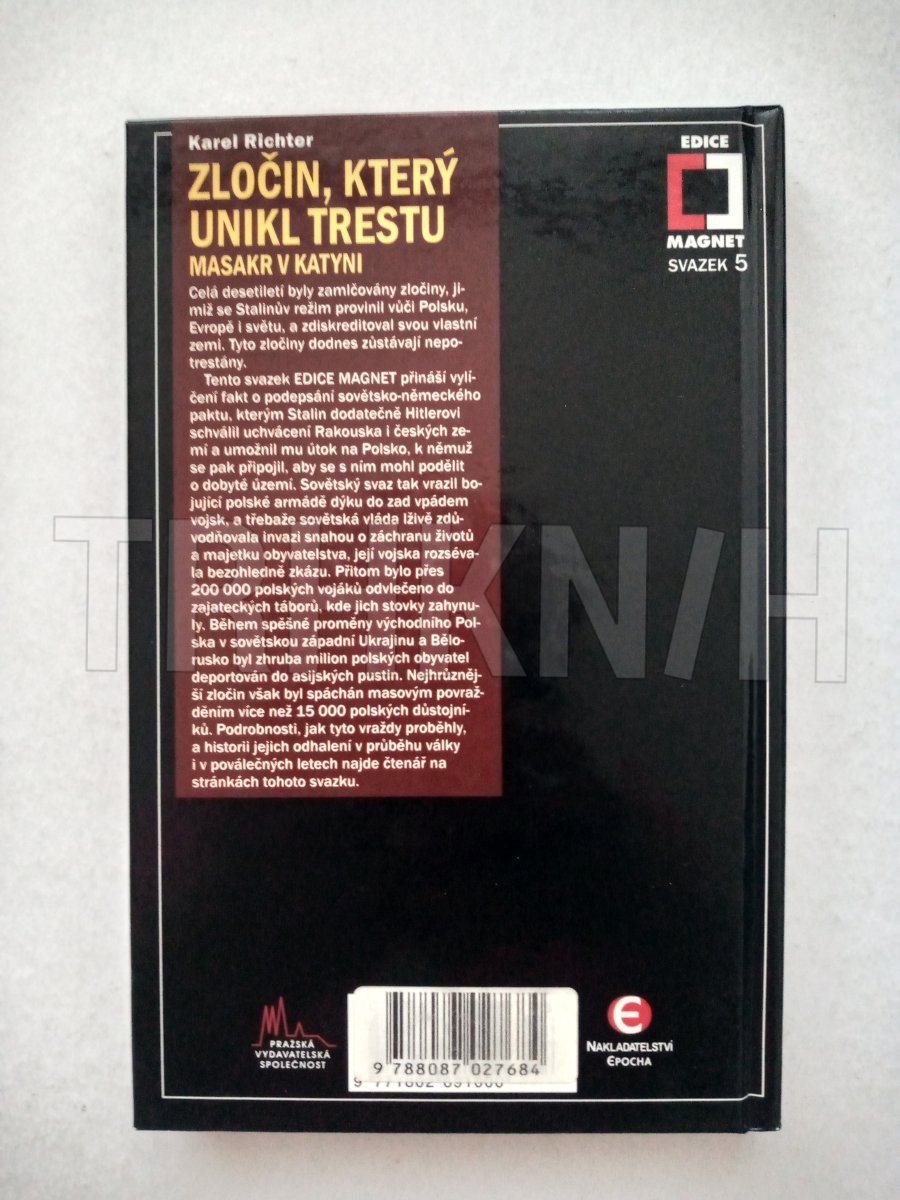 Karel Richter
ZLOČIN, KTERÝ
UNIKL TRESTU
MASAKR V KATYNI
Celá desetiletí byly zamlčovány zločiny, ji-
miž se Stalinův režim provinil vůči Polsku,
Evropě i světu, a zdiskreditoval svou vlastní
zemi. Tyto zločiny dodnes zůstávají nepo-
trestány.
Tento svazek EDICE MAGNET přináší vylí-
čení fakt o podepsání sovětsko-německého
paktu, kterým Stalin dodatečně Hitlerovi
schválil uchvácení Rakouska i českých ze-
mí a umožnil mu útok na Polsko, k němuž
se pak připojil, aby se s ním mohl podělit
o dobyté území. Sovětský svaz tak vrazil bo-
jující polské armádě dýku do zad vpádem
vojsk, a třebaže sovětská vláda lživě zdů-
vodňovala invazi snahou o záchranu životů
a majetku obyvatelstva, její vojska rozséva-
la bezohledně zkázu. Přitom bylo přes
200 000 polských vojáků odvlečeno do
zajateckých táborů, kde jich stovky zahynu-
ly. Během spěšné proměny východního Pol-
ska v sovětskou západní Ukrajinu a Bělo-
rusko byl zhruba milion polských obyvatel
deportován do asijských pustin. Nejhrůzněj-
ší zločin však byl spáchán masovým povraž-
děním více než 15 000 polských důstojní-
ků. Podrobnosti, jak tyto vraždy proběhly,
a historii jejich odhalení v průběhu války
i v poválečných letech najde čtenář na
stránkách tohoto svazku.
EDICE
MAGNET
SVAZEK 5
PRAŽSKÁ
VYDAVATELSKÁ
SPOLEČNOST
9 788087 027684
NAKLADATELSTVÍ
EPOCHA